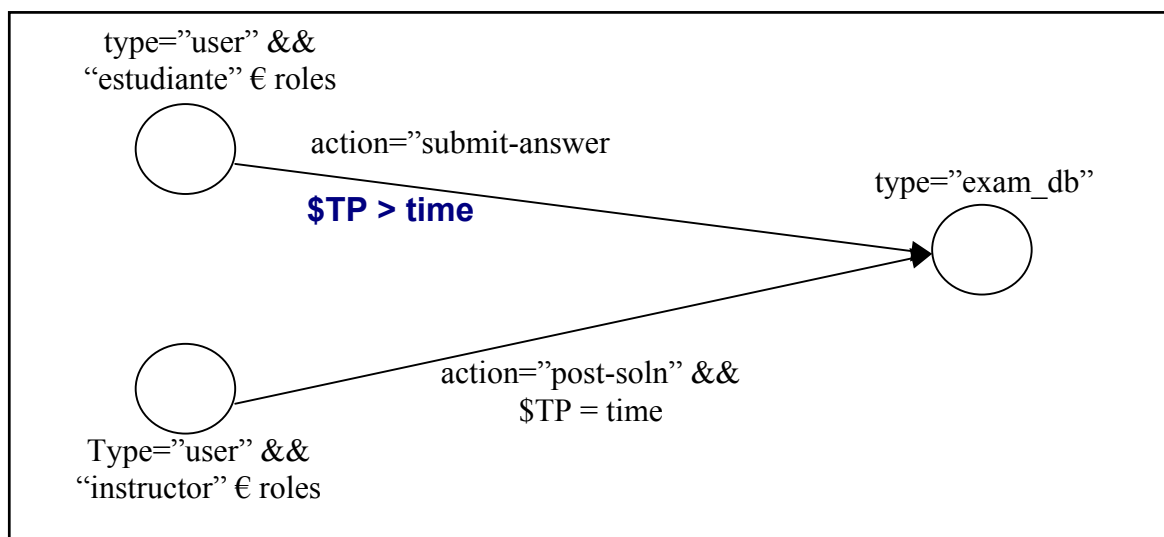 type=”user” &&
“estudiante” € roles
action=”submit-answer
$TP > time
type=”exam_db”
action=”post-soln” &&
$TP = time
Type=”user” &&
“instructor” € roles